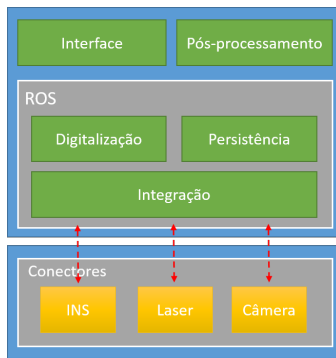 Interface
Pós-processamento
ROS
Digitalização
Persistência
Integração
Conectores
INS
Laser
Câmera